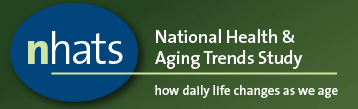 nhats
National Health &
Aging Trends Study
how daily life changes as we age